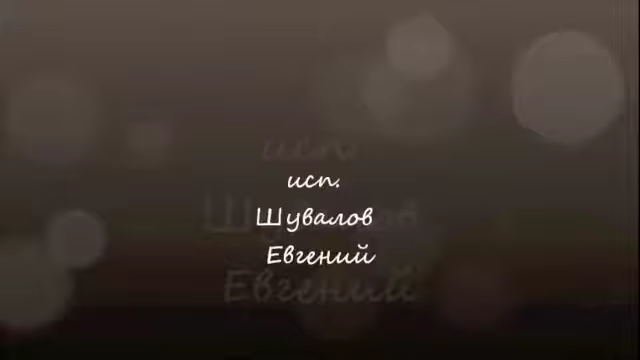 исп.
Шувалов
Евгений